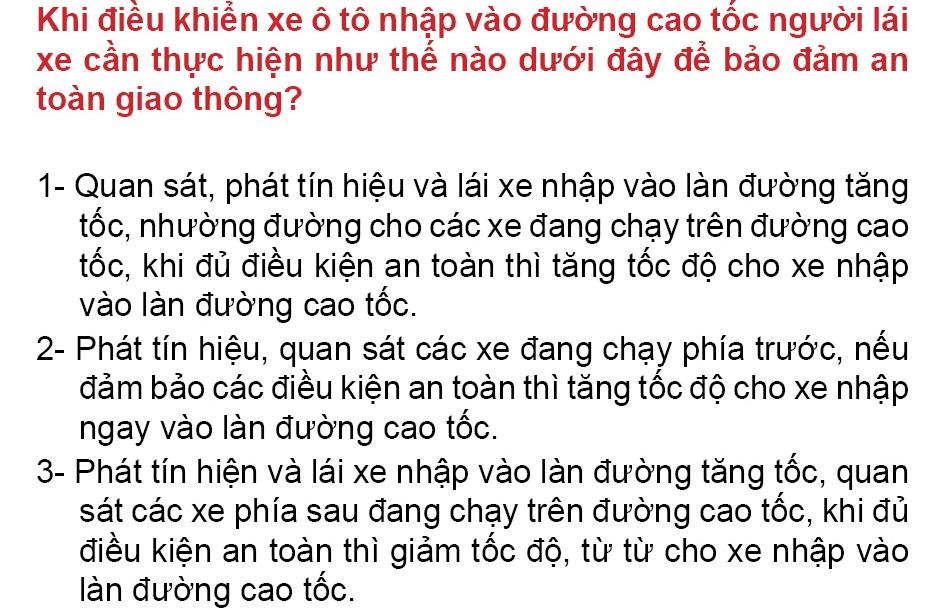 Khi điều khiển xe ô tô nhập vào đường cao tốc người lái
xe cần thực hiện như thế nào dưới đây để bảo đảm an
toàn giao thông?
1- Quan sát, phát tín hiệu và lái xe nhập vào làn đường tăng
tốc, nhường đường cho các xe đang chạy trên đường cao
tốc, khi đủ điều kiện an toàn thì tăng tốc độ cho xe nhập
vào làn đường cao tốc.
2- Phát tín hiệu, quan sát các xe đang chạy phía trước, nếu
đảm bảo các điều kiện an toàn thì tăng tốc độ cho xe nhập
ngay vào làn đường cao tốc.
3- Phát tín hiện và lái xe nhập vào làn đường tăng tốc, quan
sát các xe phía sau đang chạy trên đường cao tốc, khi đủ
điều kiện an toàn thì giảm tốc độ, từ từ cho xe nhập vào
làn đường cao tốc.